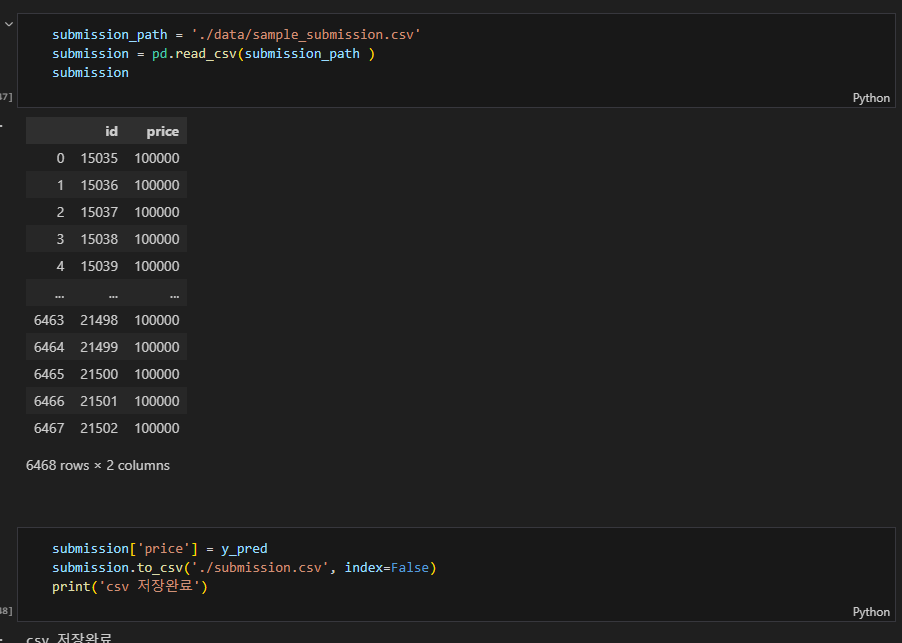 submission_path = './data/sample_submission.csv'
submission = pd.read_csv(submission_path )
submission
37]
Python
id price
0 15035 100000
1 15036 100000
2 15037 100000
3 15038 100000
4 15039 100000
... ... ...
6463 21498 100000
6464 21499 100000
6465 21500 100000
6466 21501 100000
6467 21502 100000
6468 rows × 2 columns
submission['price'] = y_pred
submission.to_csv('./submission.csv', index=False)
print('csv 저장완료')
38]
Python
csv 저장완료